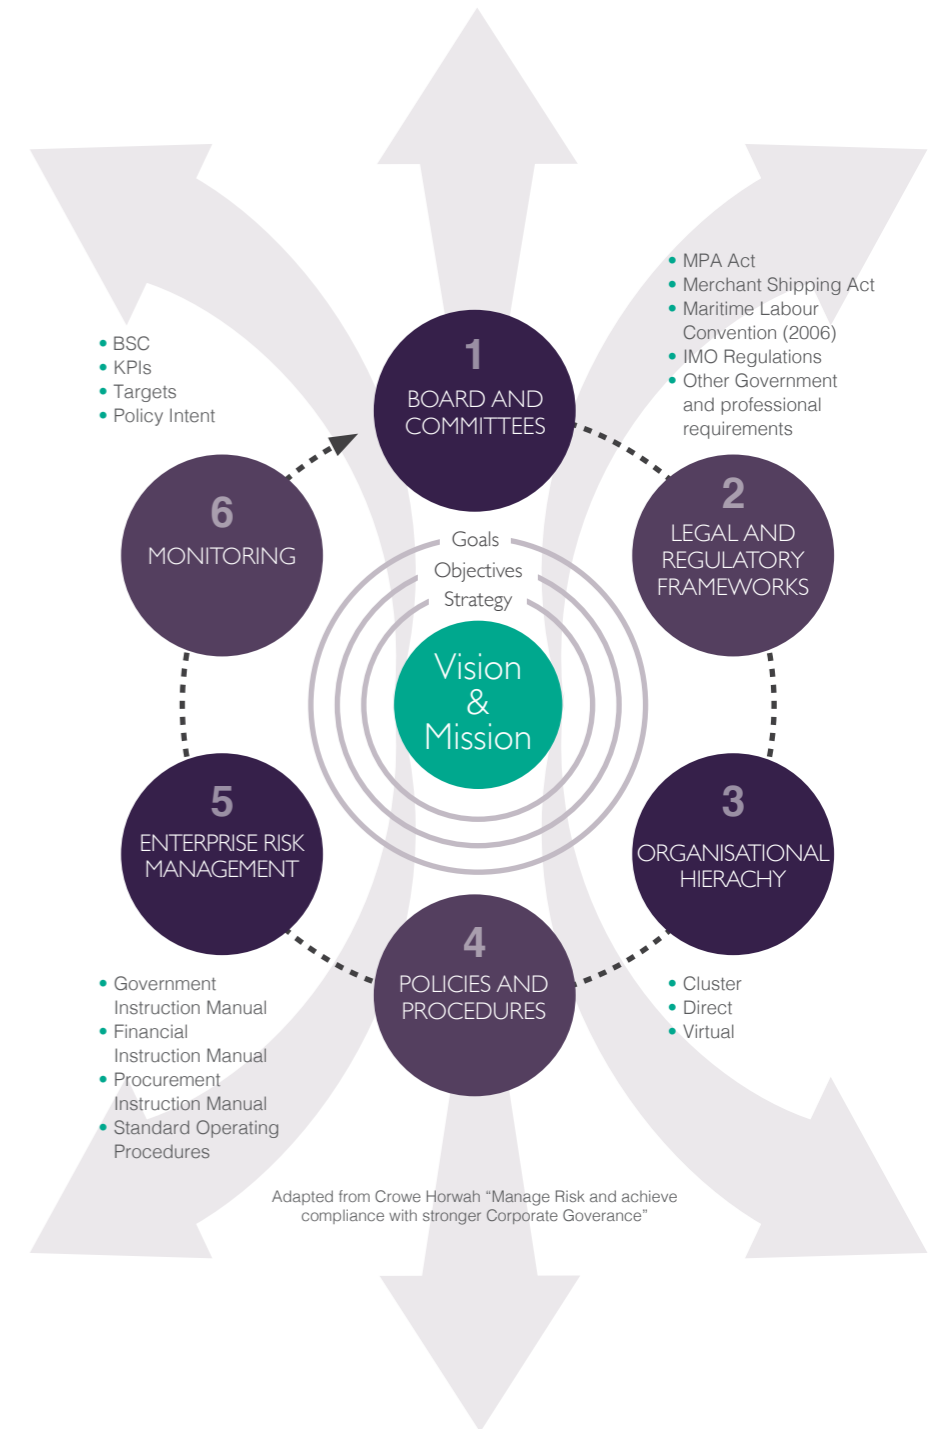 1
BOARD AND
COMMITTEES
• MPA Act
• Merchant Shipping Act
• Maritime Labour
Convention (2006)
• IMO Regulations
• Other Government
and professional
requirements
2
LEGAL AND
REGULATORY
FRAMEWORKS
3
ORGANISATIONAL
HIERACHY
• Cluster
• Direct
• Virtual
4
POLICIES AND
PROCEDURES
5
ENTERPRISE RISK
MANAGEMENT
• Government
Instruction Manual
• Financial
Instruction Manual
• Procurement
Instruction Manual
• Standard Operating
Procedures
6
MONITORING
• BSC
• KPIs
• Targets
• Policy Intent
Goals
Objectives
Strategy
Vision
&
Mission
Adapted from Crowe Horwah “Manage Risk and achieve
compliance with stronger Corporate Goverance”